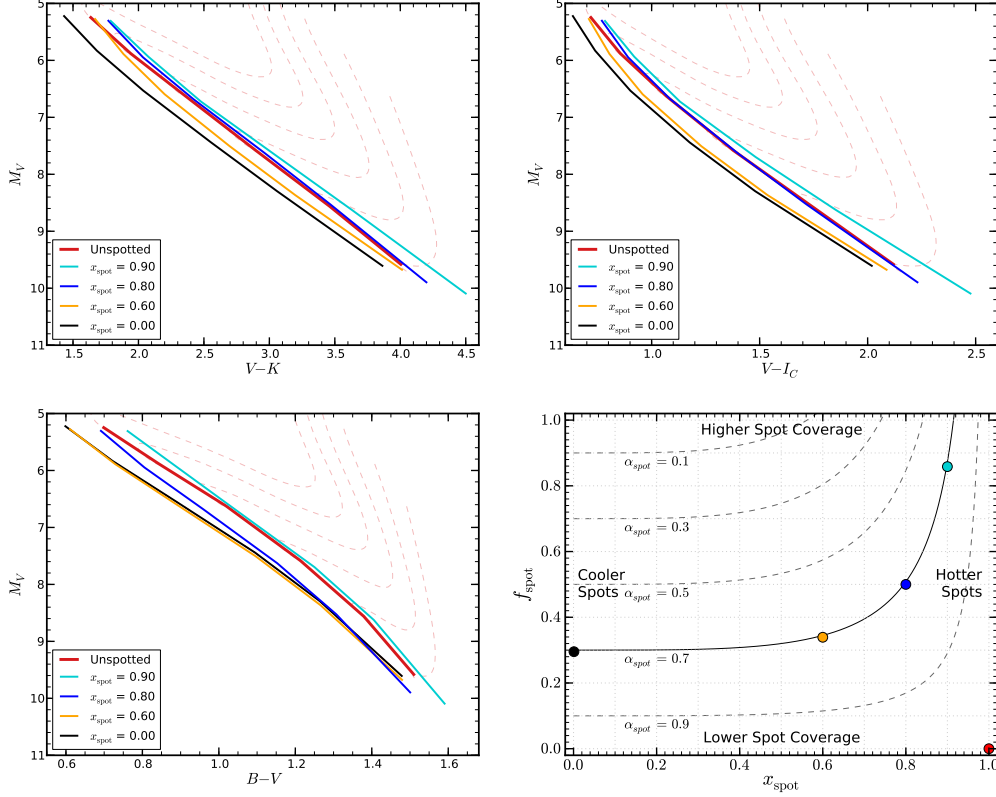 5
6
7
8
9
10
11
M_V
Unspotted
x_spot = 0.90
x_spot = 0.80
x_spot = 0.60
x_spot = 0.00
1.5 2.0 2.5 3.0 3.5 4.0 4.5
V−K
5
6
7
8
9
10
11
M_V
Unspotted
x_spot = 0.90
x_spot = 0.80
x_spot = 0.60
x_spot = 0.00
1.0 1.5 2.0 2.5
V−I_C
5
6
7
8
9
10
11
M_V
Unspotted
x_spot = 0.90
x_spot = 0.80
x_spot = 0.60
x_spot = 0.00
0.6 0.8 1.0 1.2 1.4 1.6 1.8
B−V
1.0
0.8
0.6
0.4
0.2
0.0
f_spot
Higher Spot Coverage
α_spot = 0.1
α_spot = 0.3
Cooler
Spots
Hotter
Spots
α_spot = 0.5
α_spot = 0.7
α_spot = 0.9
Lower Spot Coverage
0.0 0.2 0.4 0.6 0.8 1.0
x_spot